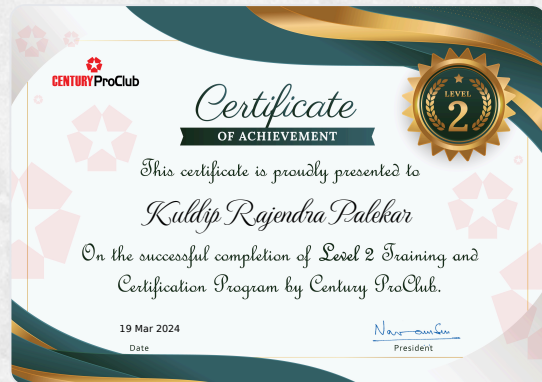 CENTURY ProClub
LEVEL
2
Certificate
OF ACHIEVEMENT
This certificate is proudly presented to
Kuldip Rajendra Palekar
On the successful completion of Level 2 Training and
Certification Program by Century ProClub.
19 Mar 2024
Date
President